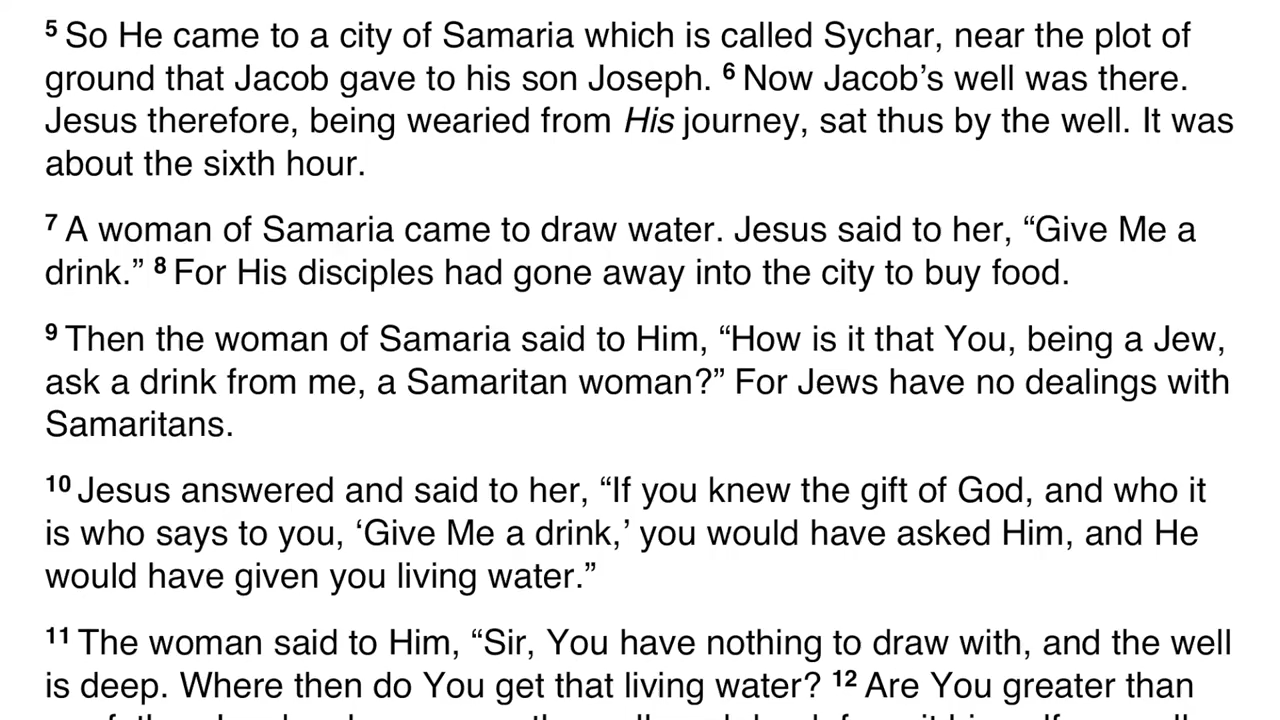 5 So He came to a city of Samaria which is called Sychar, near the plot of
ground that Jacob gave to his son Joseph. 6 Now Jacob’s well was there.
Jesus therefore, being wearied from His journey, sat thus by the well. It was
about the sixth hour.
7 A woman of Samaria came to draw water. Jesus said to her, “Give Me a
drink.” 8 For His disciples had gone away into the city to buy food.
9 Then the woman of Samaria said to Him, “How is it that You, being a Jew,
ask a drink from me, a Samaritan woman?” For Jews have no dealings with
Samaritans.
10 Jesus answered and said to her, “If you knew the gift of God, and who it
is who says to you, ‘Give Me a drink,’ you would have asked Him, and He
would have given you living water.”
11 The woman said to Him, “Sir, You have nothing to draw with, and the well
is deep. Where then do You get that living water? 12 Are You greater than